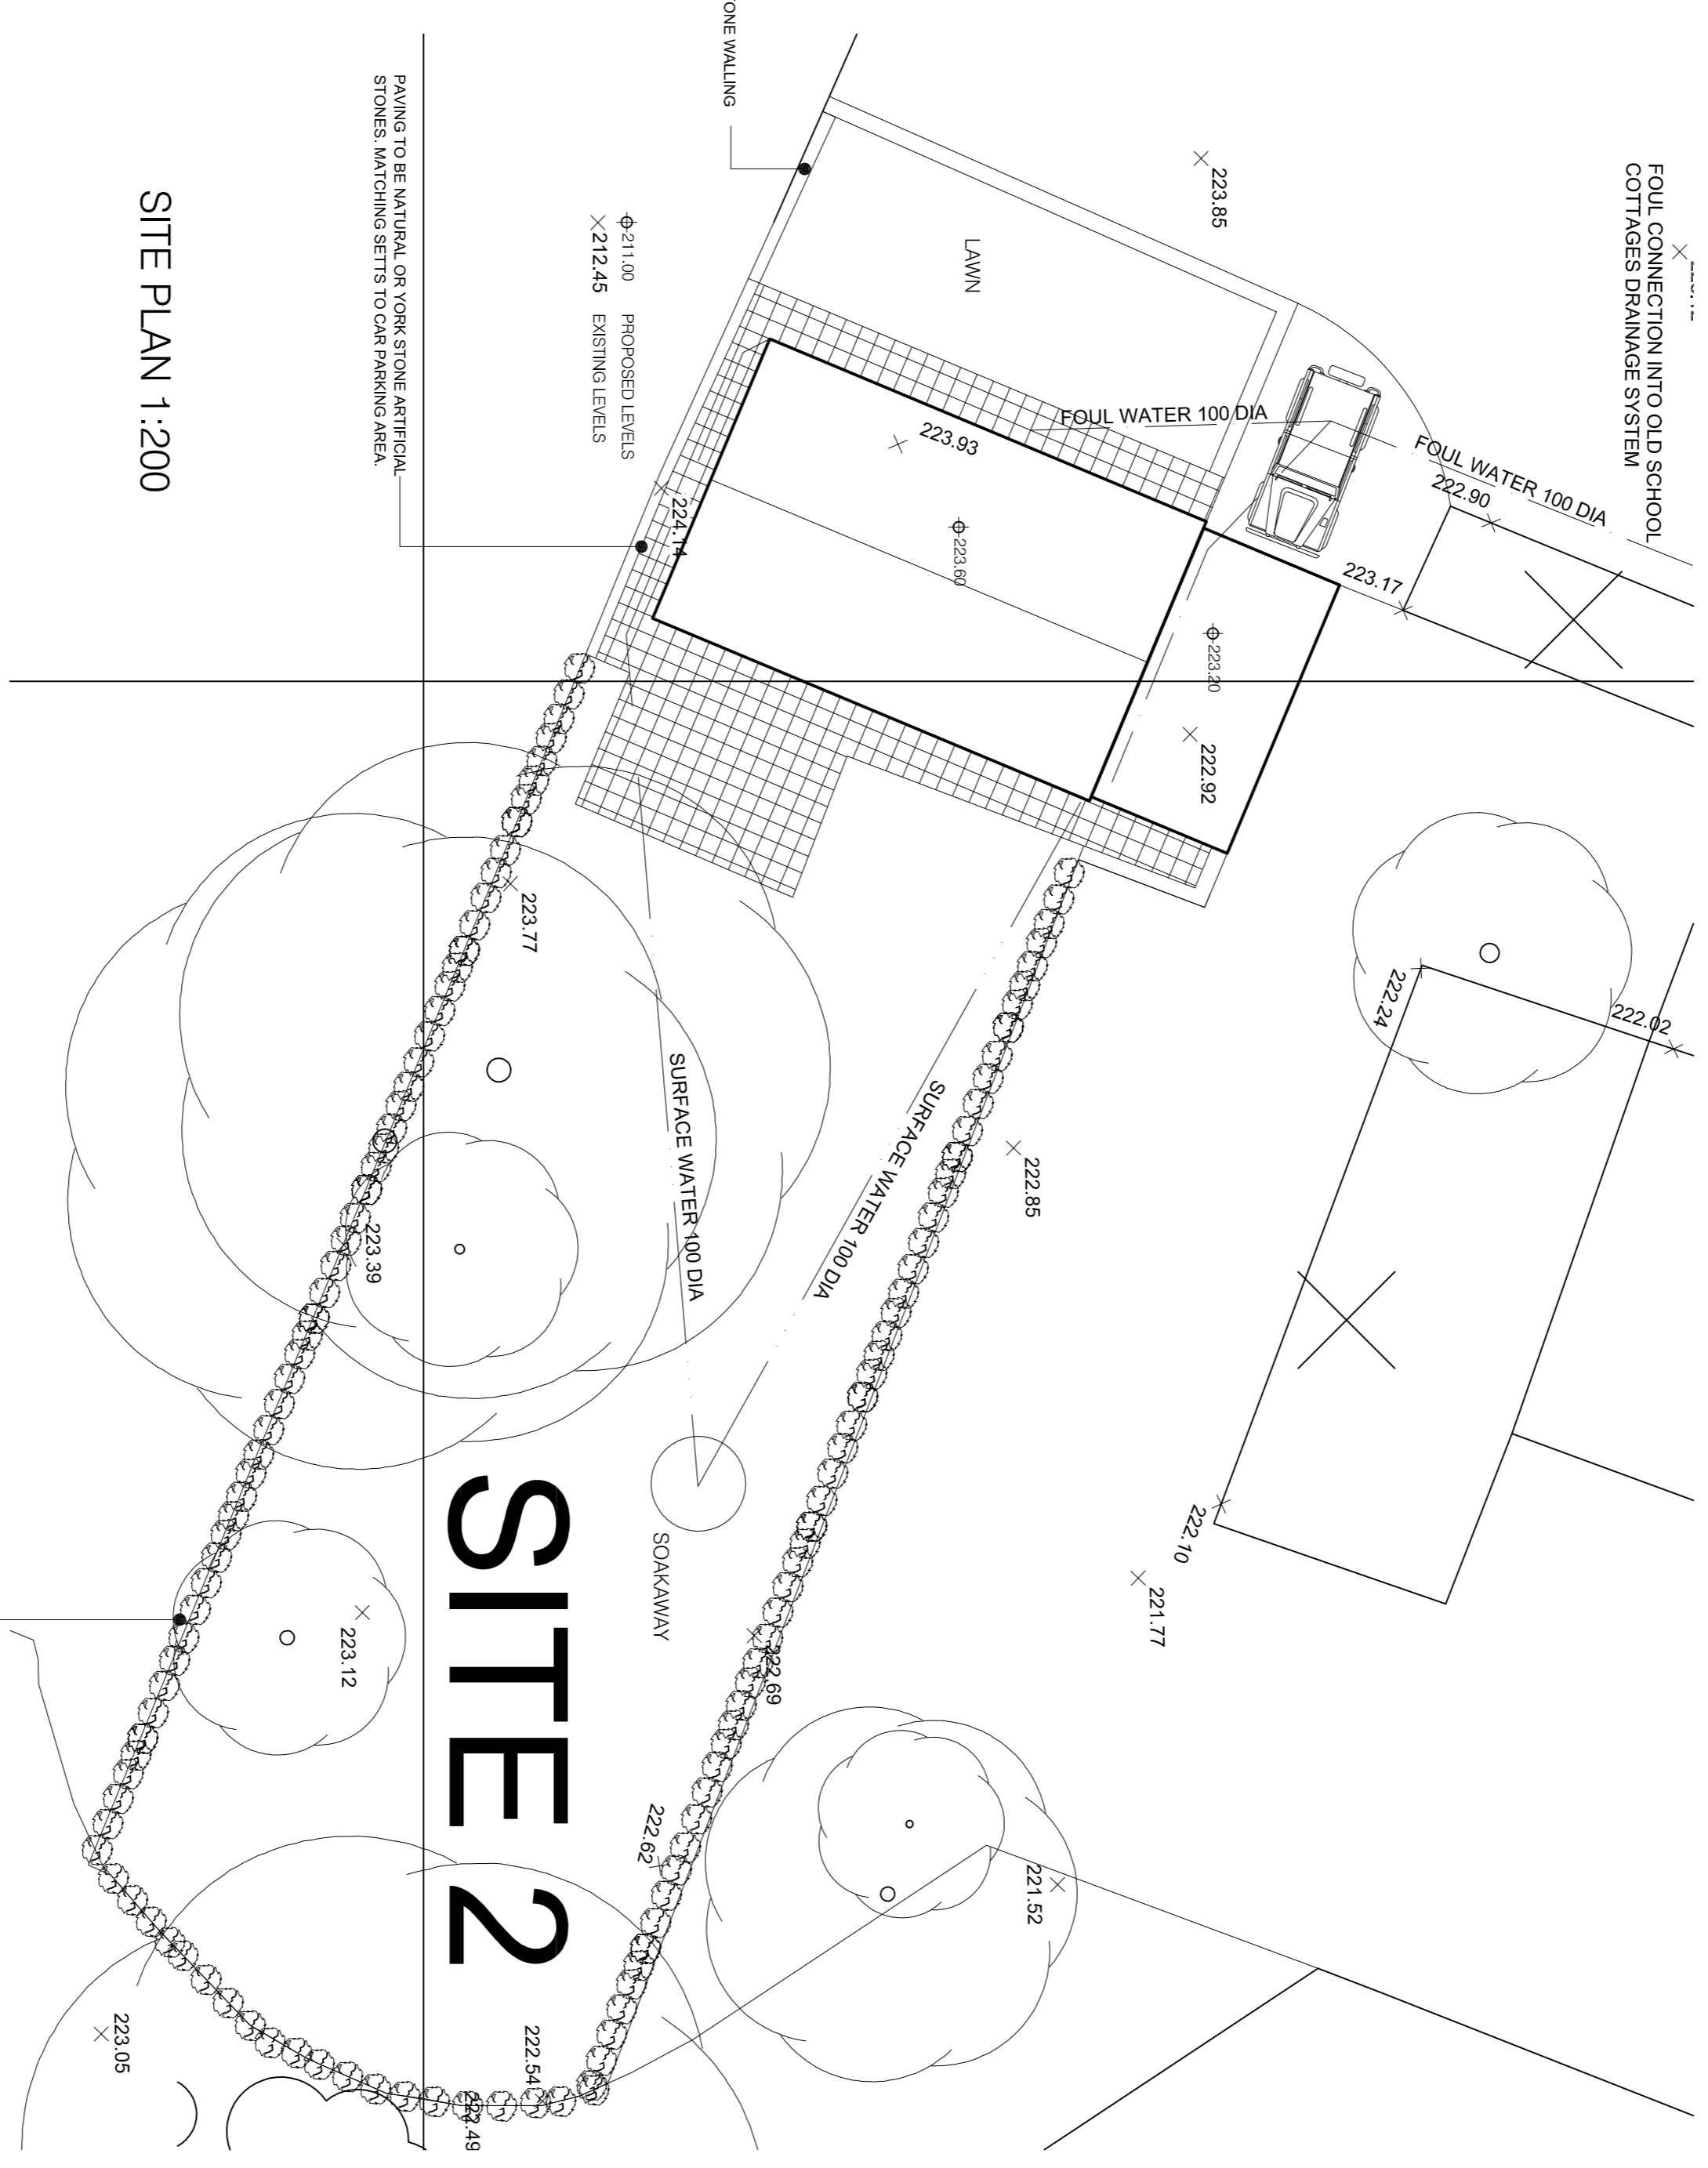 FOUL CONNECTION INTO OLD SCHOOL
COTTAGES DRAINAGE SYSTEM
223.85
LAWN
STONE WALLING
211.00 PROPOSED LEVELS
212.45 EXISTING LEVELS
PAVING TO BE NATURAL OR YORK STONE ARTIFICIAL
STONES. MATCHING SETTS TO CAR PARKING AREA.
SITE PLAN 1:200
FOUL WATER 100 DIA
FOUL WATER 100 DIA
222.90
223.17
223.93
224.14
223.60
223.20
222.92
222.24
222.02
223.77
SURFACE WATER 100 DIA
SURFACE WATER 100 DIA
222.85
223.39
SOAKAWAY
222.10
221.77
223.12
222.69
SITE 2
222.62
221.52
223.05
222.54
222.49